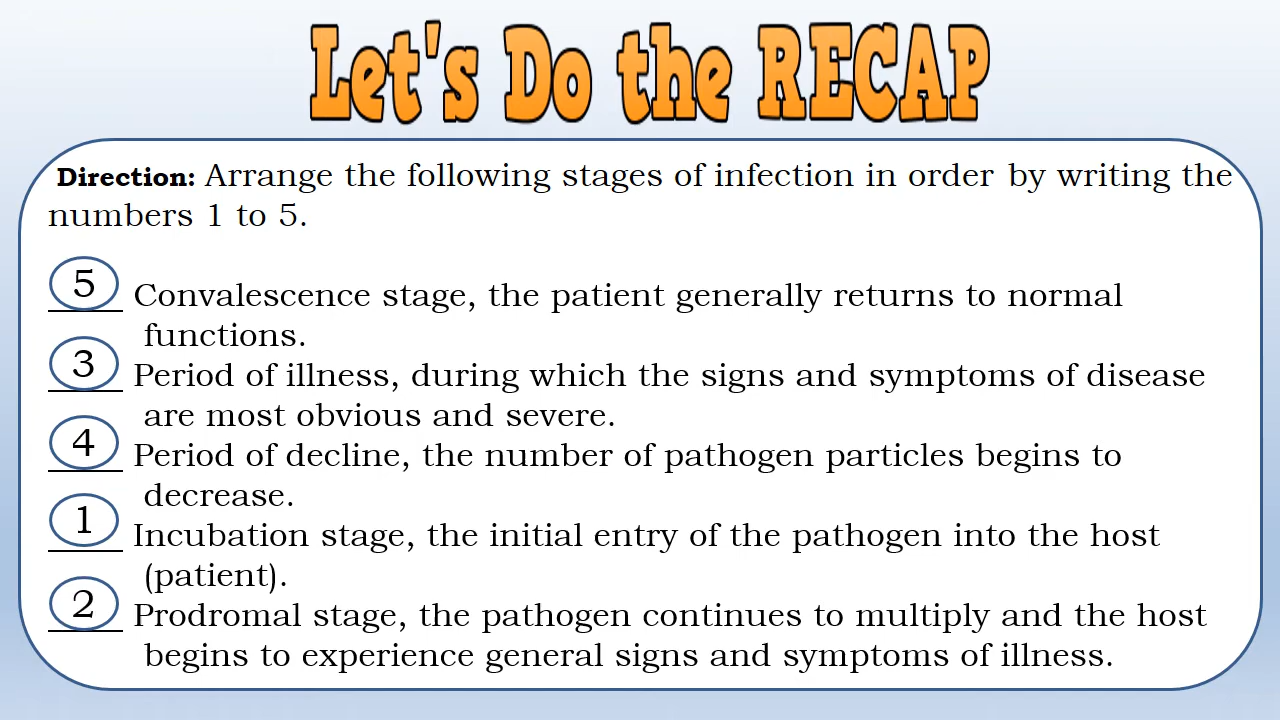 Let's Do the RECAP
Direction: Arrange the following stages of infection in order by writing the
numbers 1 to 5.
5 Convalescence stage, the patient generally returns to normal
functions.
3 Period of illness, during which the signs and symptoms of disease
are most obvious and severe.
4 Period of decline, the number of pathogen particles begins to
decrease.
1 Incubation stage, the initial entry of the pathogen into the host
(patient).
2 Prodromal stage, the pathogen continues to multiply and the host
begins to experience general signs and symptoms of illness.